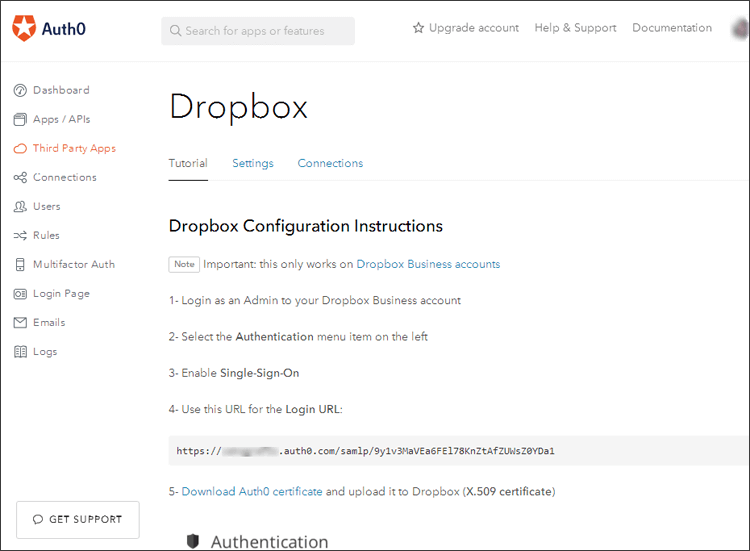 Auth0
Search for apps or features
Upgrade account
Help & Support
Documentation
Dashboard
Apps / APIs
Third Party Apps
Connections
Users
Rules
Multifactor Auth
Login Page
Emails
Logs
GET SUPPORT
Dropbox
Tutorial Settings Connections
Dropbox Configuration Instructions
Note Important: this only works on Dropbox Business accounts
1- Login as an Admin to your Dropbox Business account
2- Select the Authentication menu item on the left
3- Enable Single-Sign-On
4- Use this URL for the Login URL:
https:// .auth0.com/samlp/9y1v3MaVEa6FEl78KnZtAfZUWsZ0YDa1
5- Download Auth0 certificate and upload it to Dropbox (X.509 certificate)
Authentication